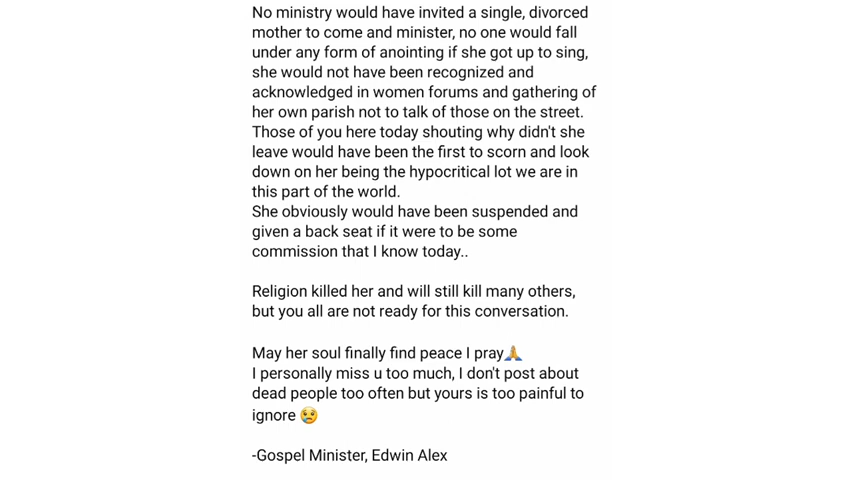 No ministry would have invited a single, divorced
mother to come and minister, no one would fall
under any form of anointing if she got up to sing,
she would not have been recognized and
acknowledged in women forums and gathering of
her own parish not to talk of those on the street.
Those of you here today shouting why didn't she
leave would have been the first to scorn and look
down on her being the hypocritical lot we are in
this part of the world.
She obviously would have been suspended and
given a back seat if it were to be some
commission that I know today..
Religion killed her and will still kill many others,
but you all are not ready for this conversation.
May her soul finally find peace I pray🙏
I personally miss u too much, I don't post about
dead people too often but yours is too painful to
ignore 😢
-Gospel Minister, Edwin Alex